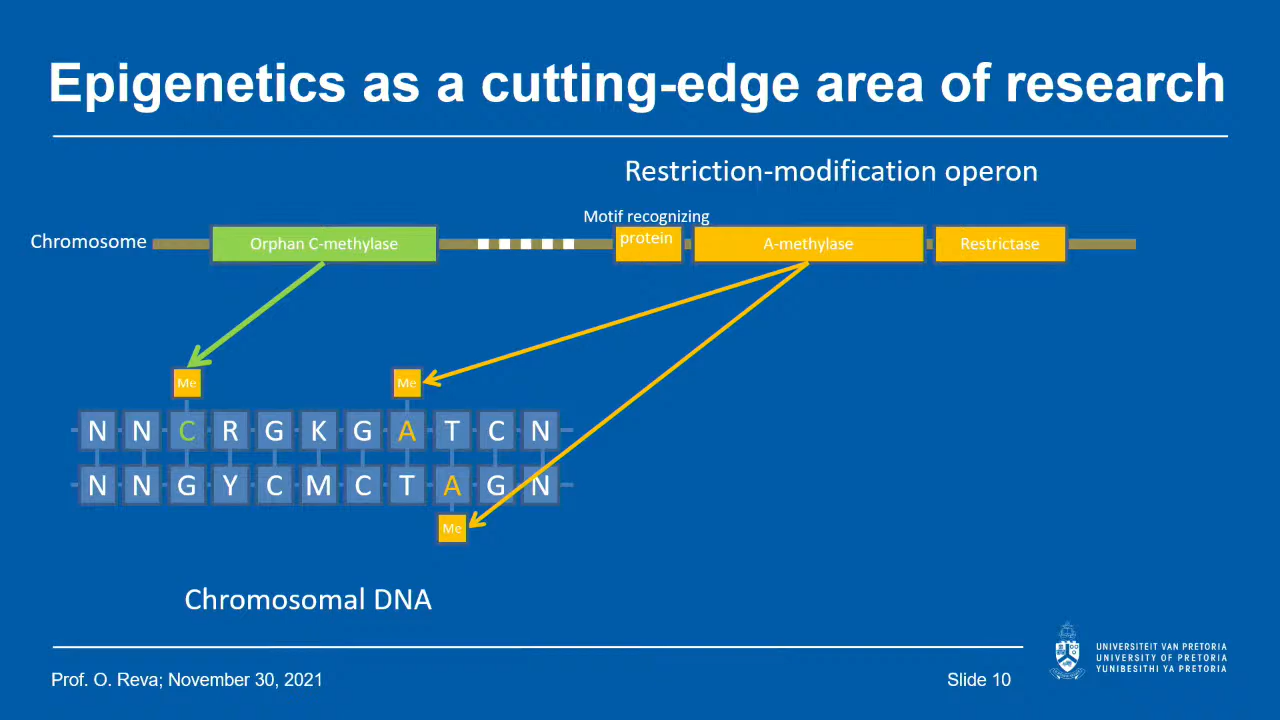 Epigenetics as a cutting-edge area of research
Restriction-modification operon
Motif recognizing
protein
Chromosome
Orphan C-methylase
A-methylase
Restrictase
Me
Me
N N C R G K G A T C N
N N G Y C M C T A G N
Me
Chromosomal DNA
Prof. O. Reva; November 30, 2021
Slide 10
UNIVERSITEIT VAN PRETORIA
UNIVERSITY OF PRETORIA
YUNIBESITHI YA PRETORIA